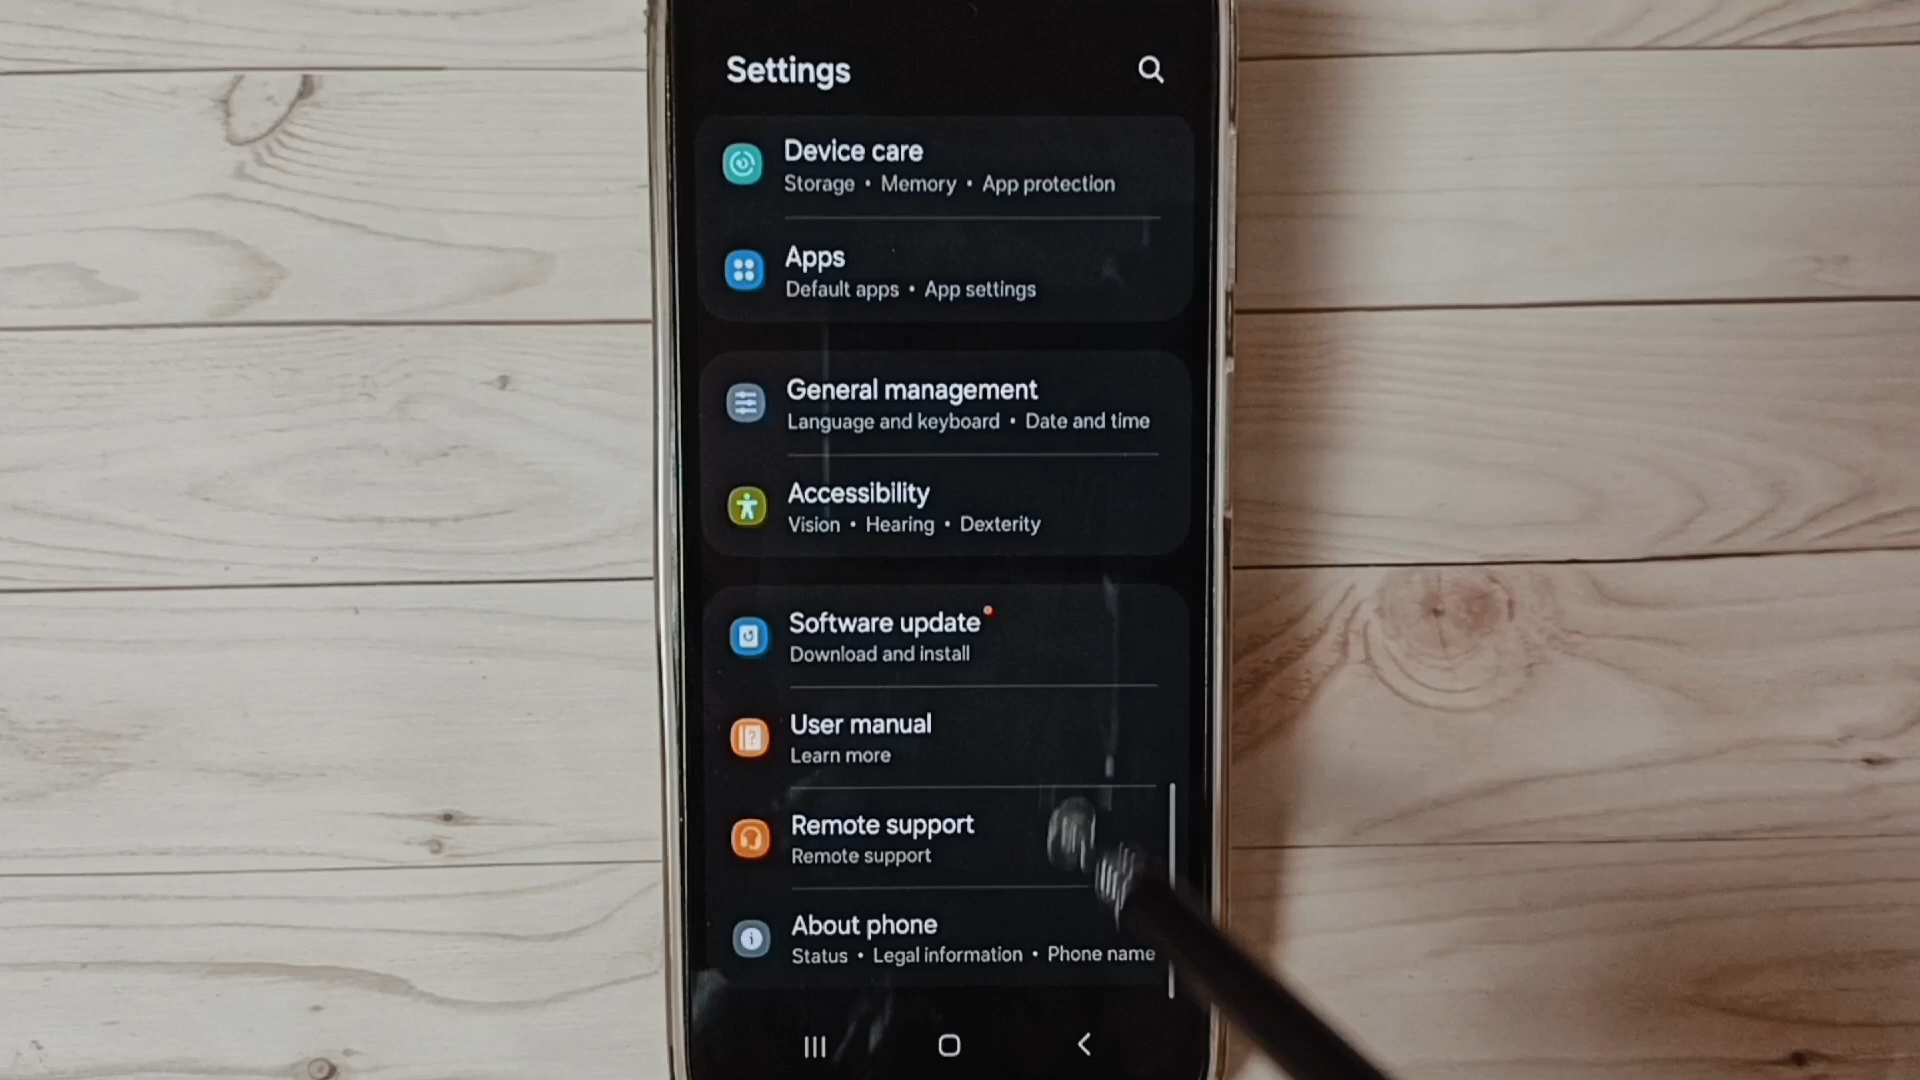 Settings
Device care
Storage • Memory • App protection
Apps
Default apps • App settings
General management
Language and keyboard • Date and time
Accessibility
Vision • Hearing • Dexterity
Software update
Download and install
User manual
Learn more
Remote support
Remote support
About phone
Status • Legal information • Phone name